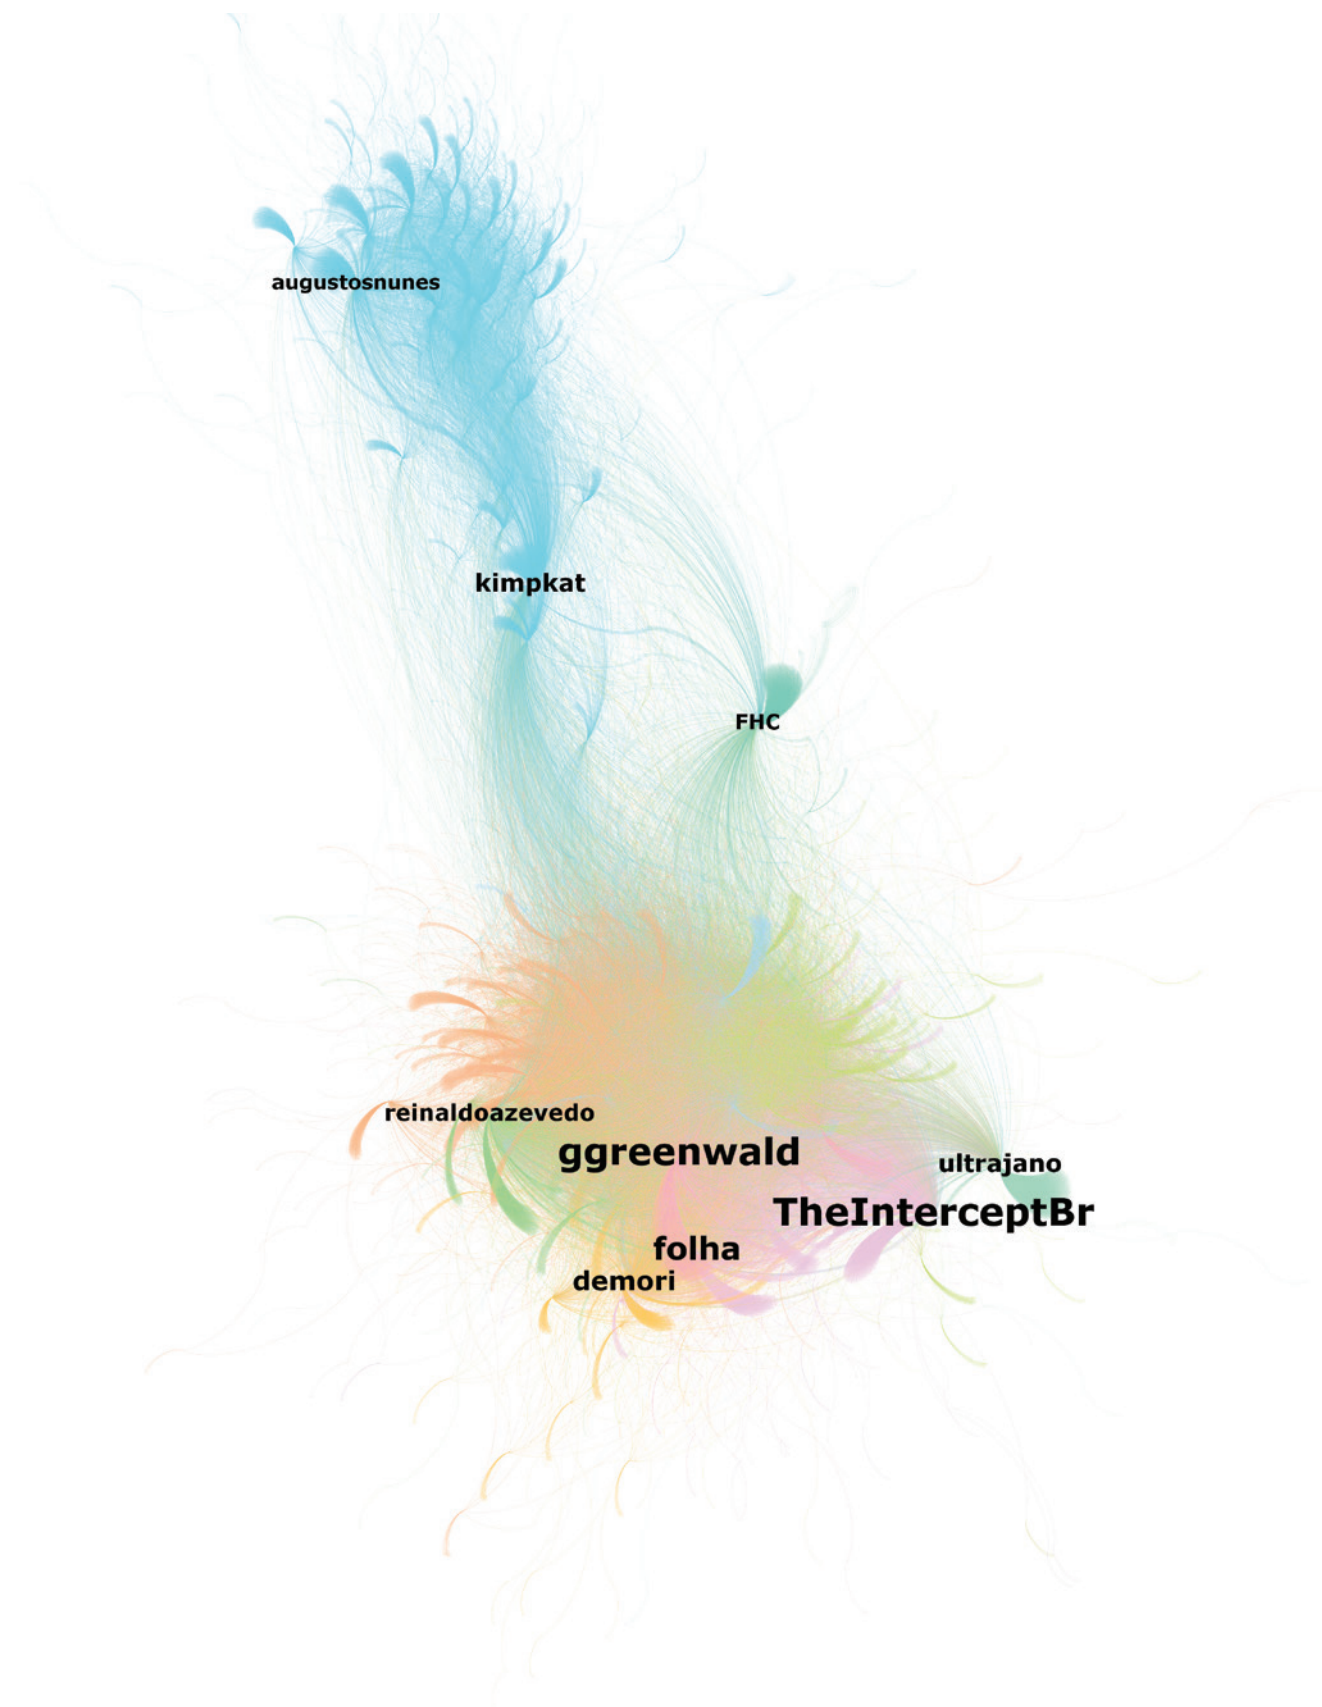 augustosnunes
kimpkat
FHC
reinaldoazevedo
ggreenwald
ultrajano
TheInterceptBr
folha
demori